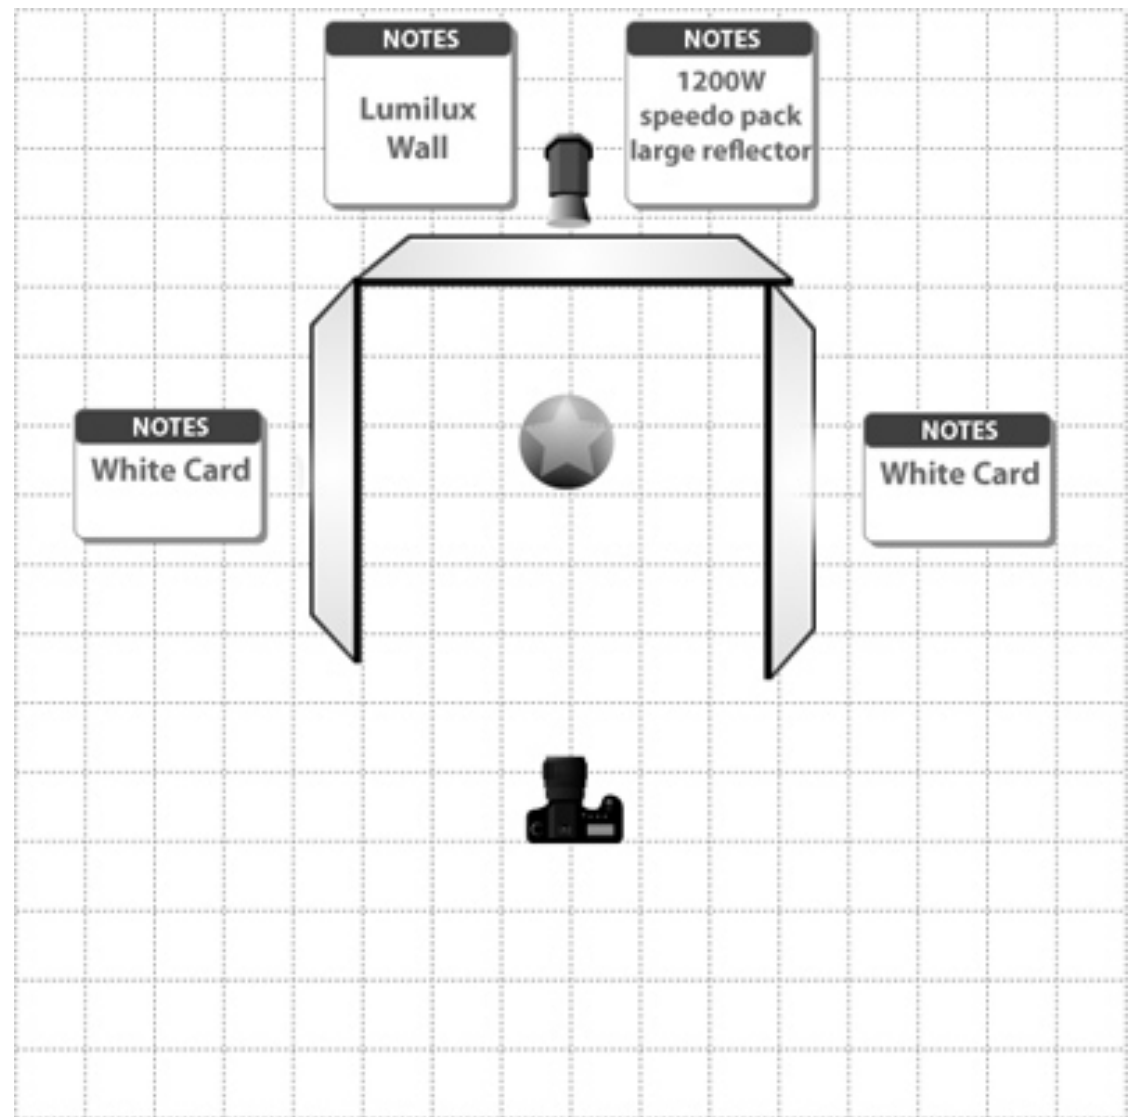 NOTES
Lumilux
Wall
NOTES
1200W
speedo pack
large reflector
NOTES
White Card
NOTES
White Card